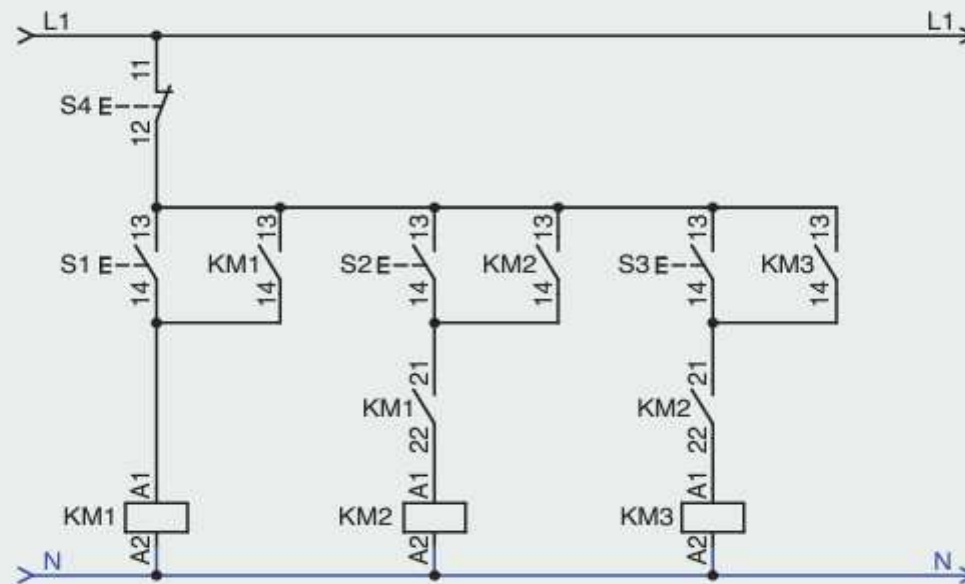 L1 L1
11
S4 E
12
13 13 13 13 13 13
S1 E KM1 S2 E KM2 S3 E KM3
14 14 14 14 14 14
21 21
KM1 KM2
22 22
A1 A1 A1
KM1 KM2 KM3
A2 A2 A2
N N